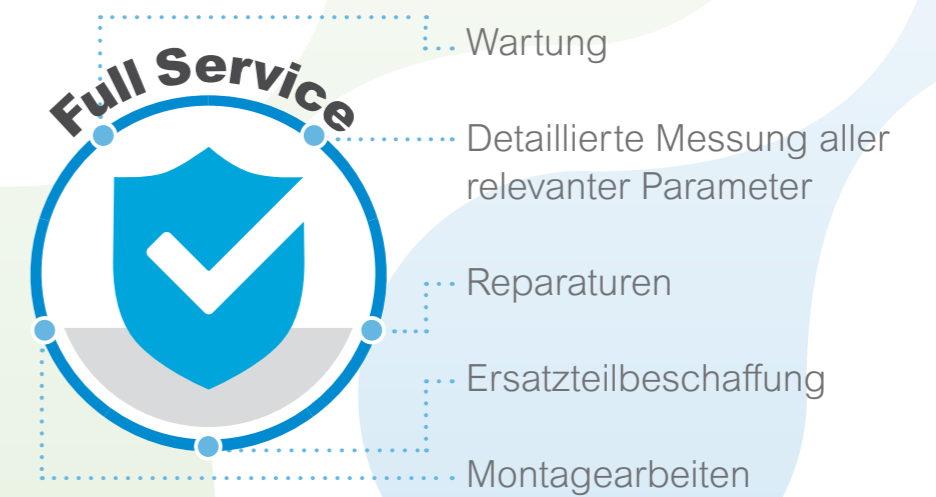 Full Service
Wartung
Detaillierte Messung aller
relevanter Parameter
Reparaturen
Ersatzteilbeschaffung
Montagearbeiten